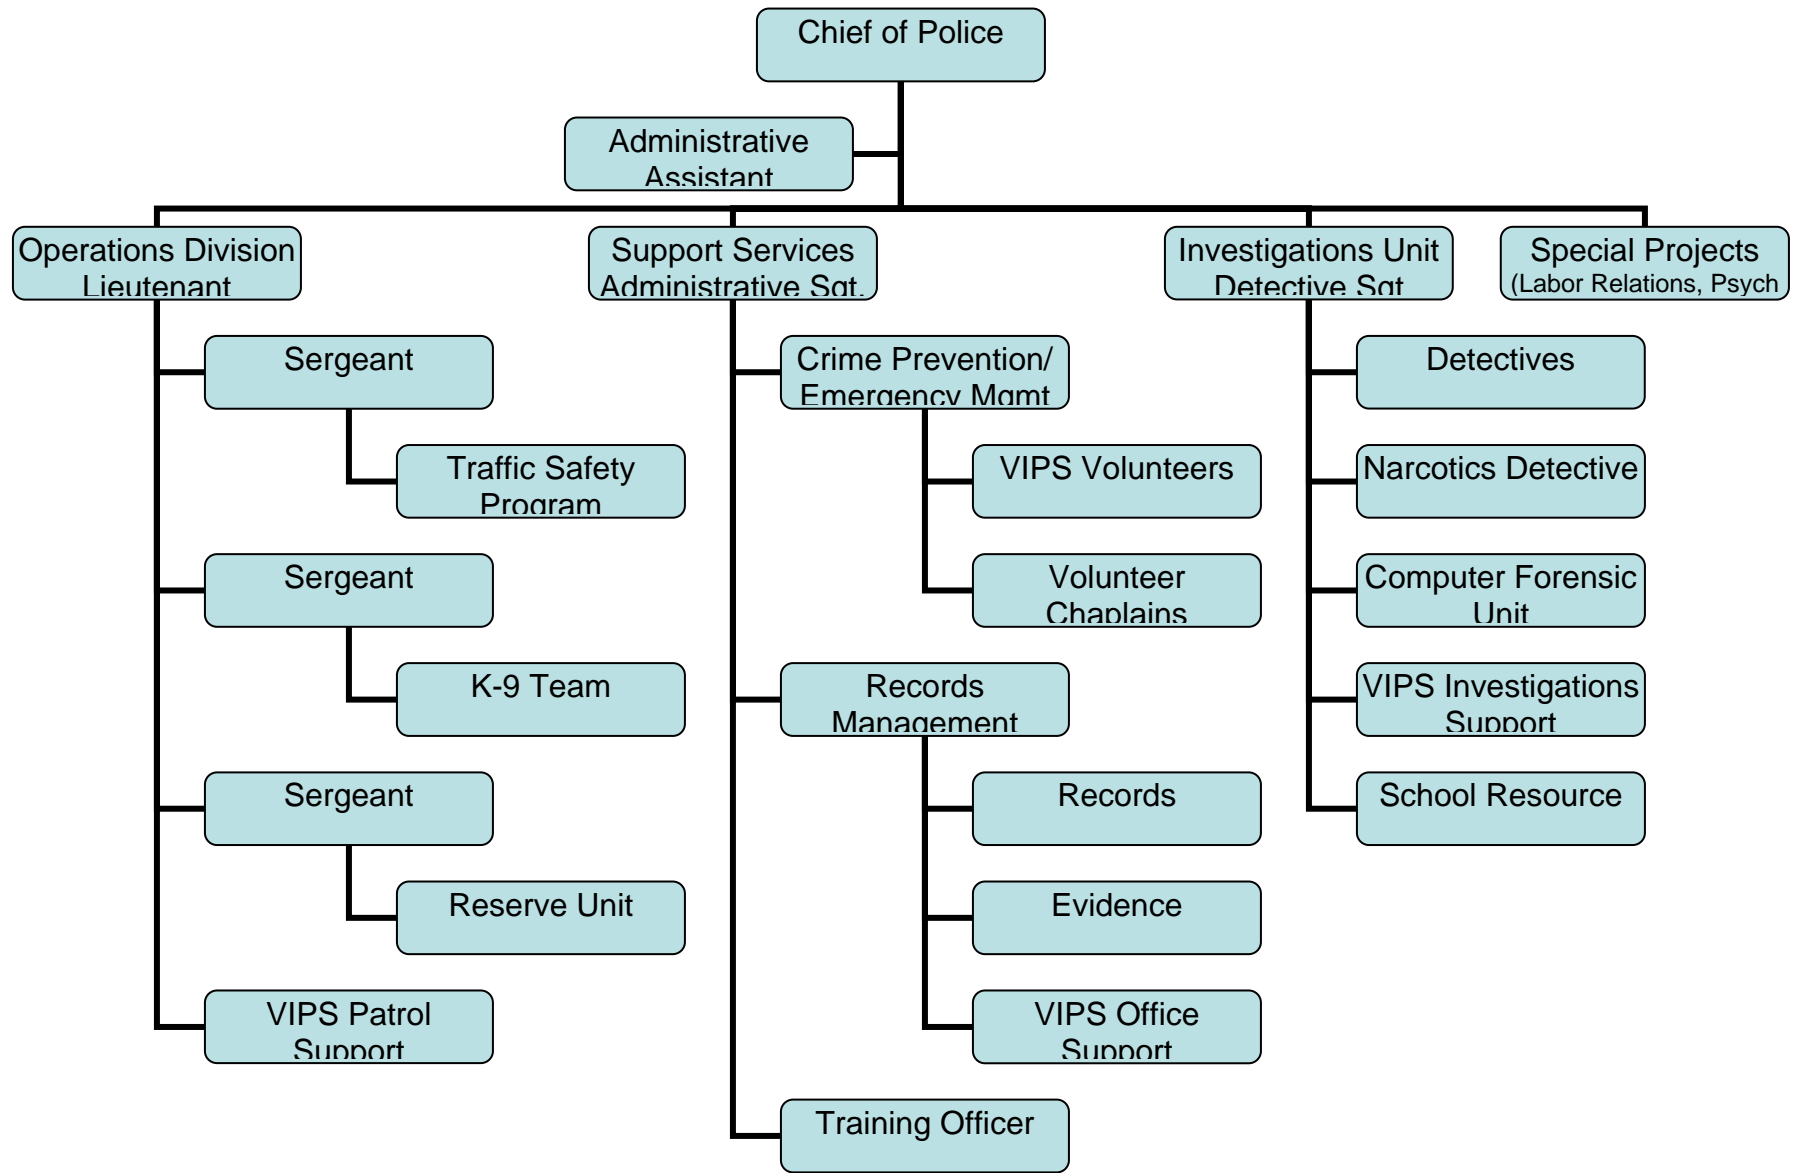 Chief of Police
Administrative
Assistant
Operations Division
Lieutenant
Support Services
Administrative Sgt.
Investigations Unit
Detective Sgt
Special Projects
(Labor Relations, Psych
Sergeant
Traffic Safety
Program
Sergeant
K-9 Team
Sergeant
Reserve Unit
VIPS Patrol
Support
Crime Prevention/
Emergency Mgmt
VIPS Volunteers
Volunteer
Chaplains
Records
Management
Records
Evidence
VIPS Office
Support
Training Officer
Detectives
Narcotics Detective
Computer Forensic
Unit
VIPS Investigations
Support
School Resource